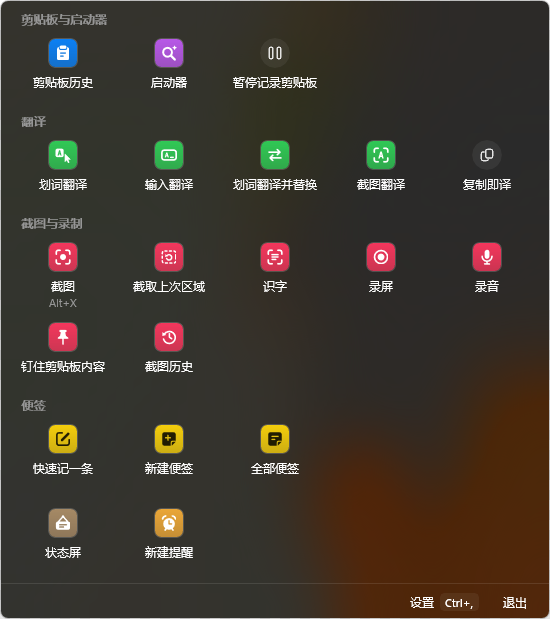 剪贴板与启动器
剪贴板历史 启动器 暂停记录剪贴板
翻译
划词翻译 输入翻译 划词翻译并替换 截图翻译 复制即译
截图与录制
截图 截取上次区域 识字 录屏 录音
Alt+X
钉住剪贴板内容 截图历史
便签
快速记一条 新建便签 全部便签
状态屏 新建提醒
设置 Ctrl+, 退出